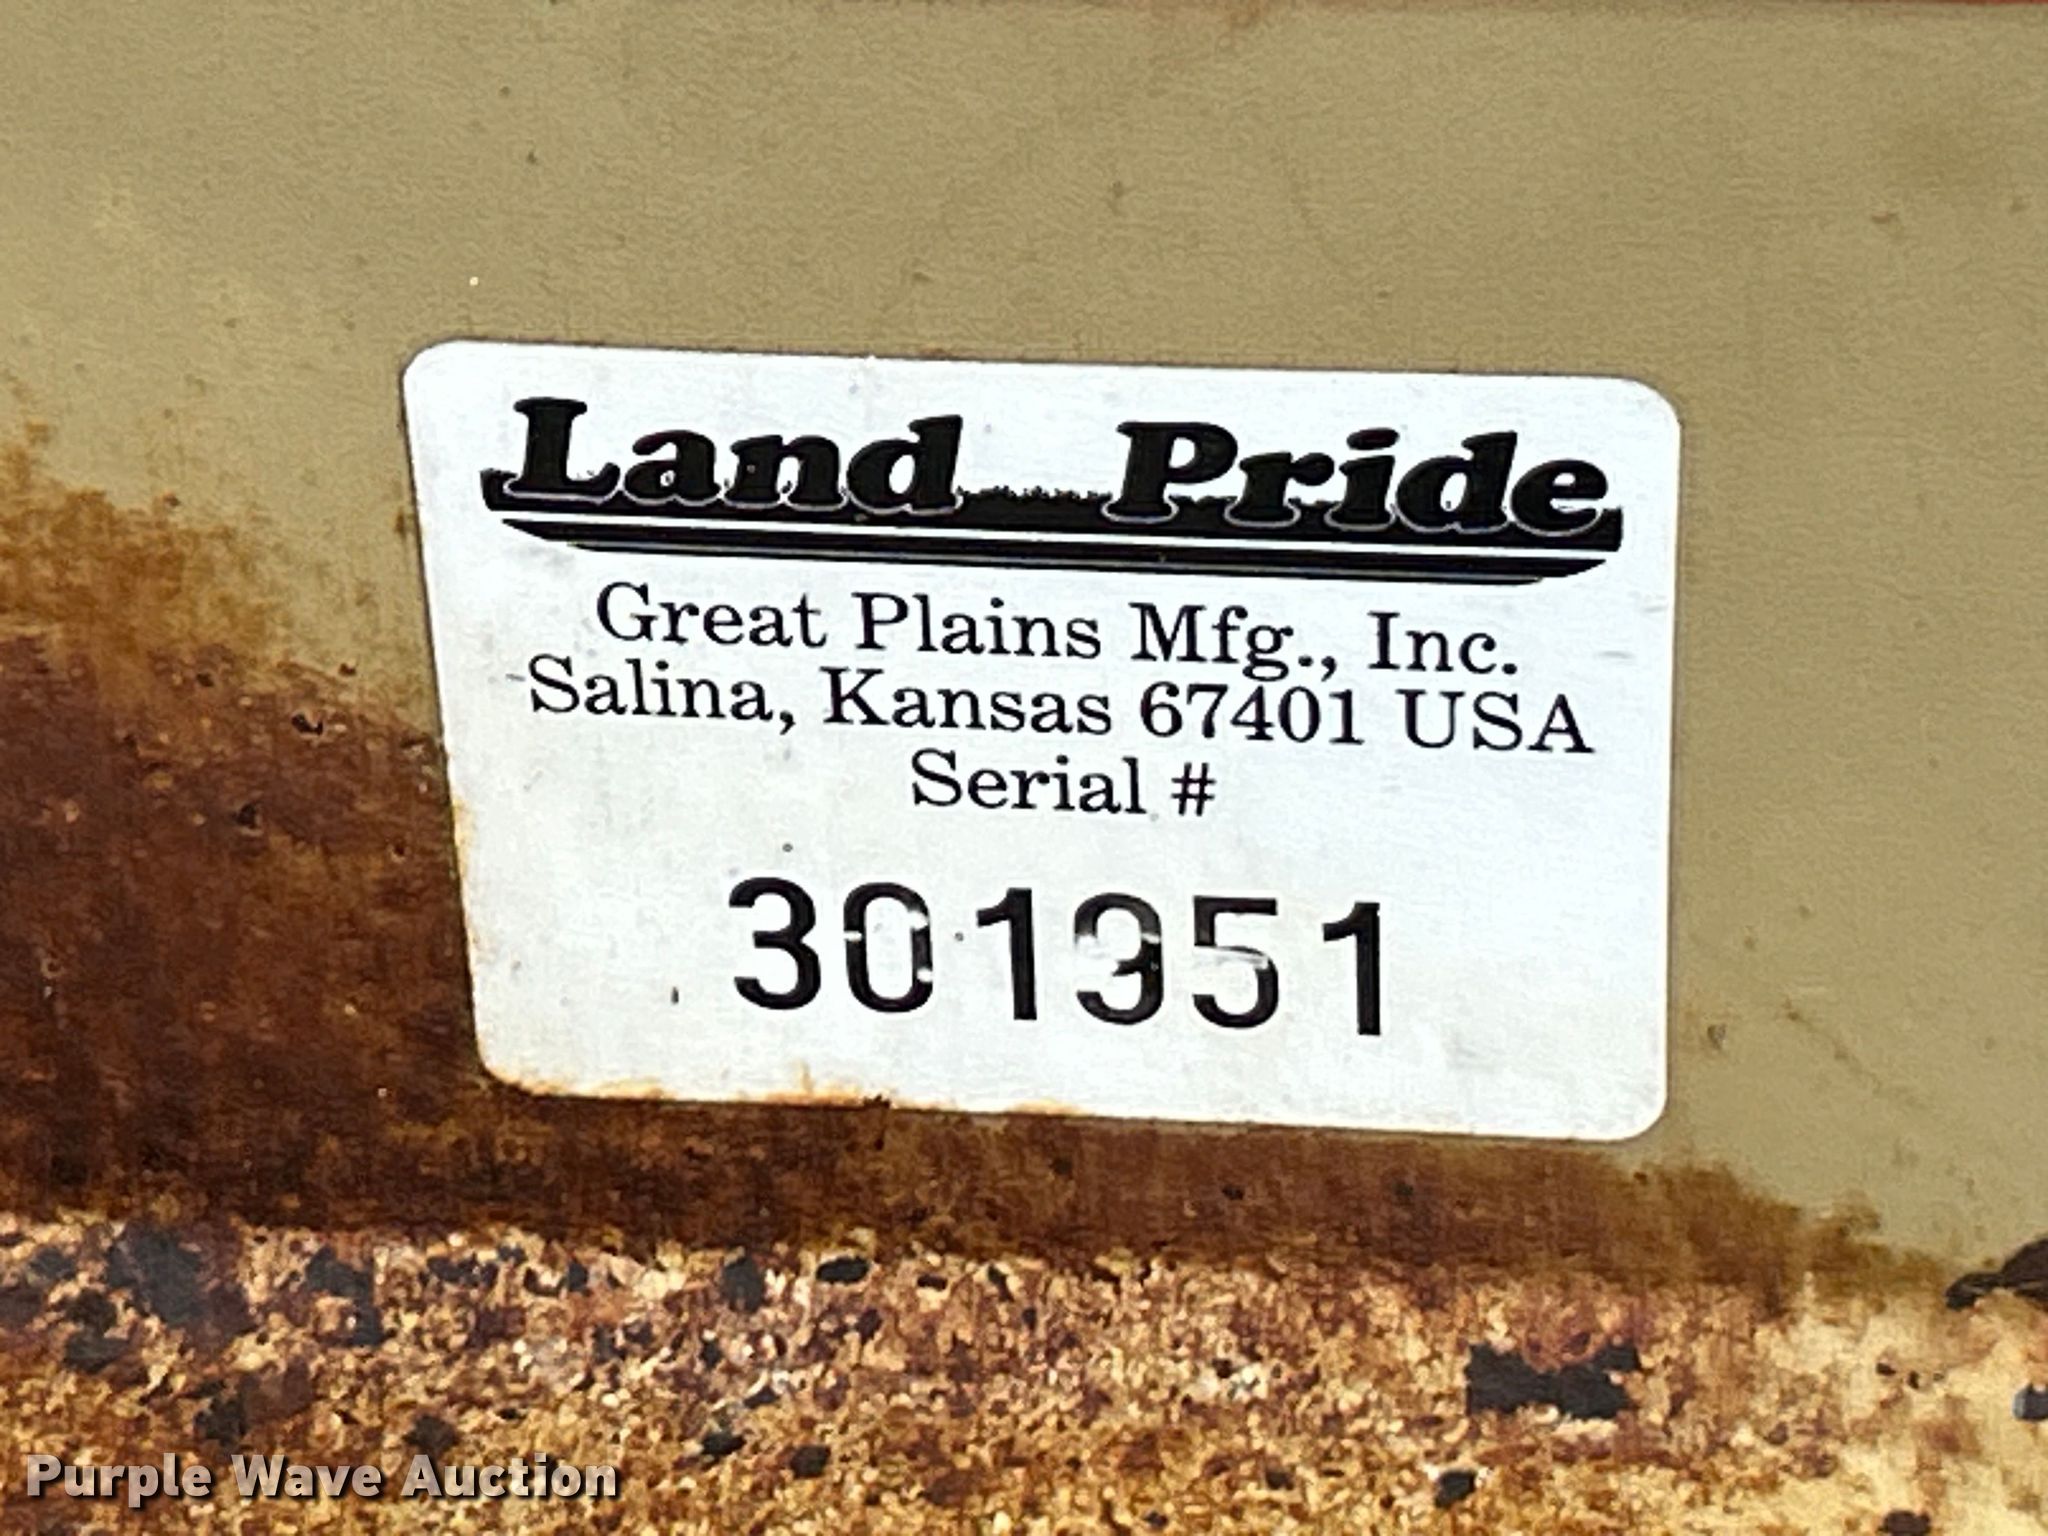 Land Pride
Great Plains Mfg., Inc.
Salina, Kansas 67401 USA
Serial #
301951
Purple Wave Auction